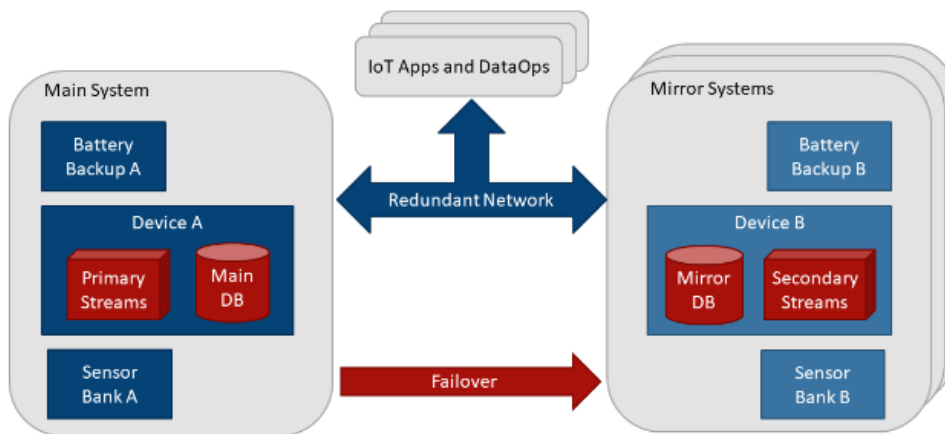 IoT Apps and DataOps
Main System
Battery
Backup A
Device A
Primary
Streams
Main
DB
Sensor
Bank A
Redundant Network
Failover
Mirror Systems
Battery
Backup B
Device B
Mirror
DB
Secondary
Streams
Sensor
Bank B